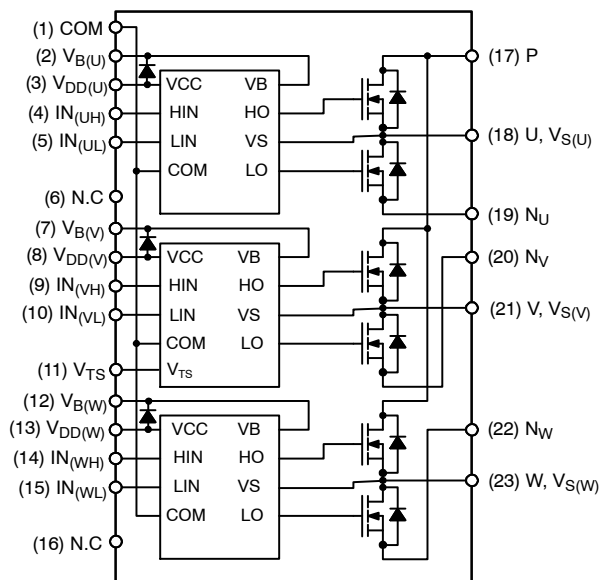 (1) COM
(2) VB(U)
(3) VDD(U)
(4) IN(UH)
(5) IN(UL)
(6) N.C
(7) VB(V)
(8) VDD(V)
(9) IN(VH)
(10) IN(VL)
(11) VTS
(12) VB(W)
(13) VDD(W)
(14) IN(WH)
(15) IN(WL)
(16) N.C
VCC VB
HIN HO
LIN VS
COM LO
VCC VB
HIN HO
LIN VS
COM LO
VTS
VCC VB
HIN HO
LIN VS
COM LO
(17) P
(18) U, VS(U)
(19) NU
(20) NV
(21) V, VS(V)
(22) NW
(23) W, VS(W)